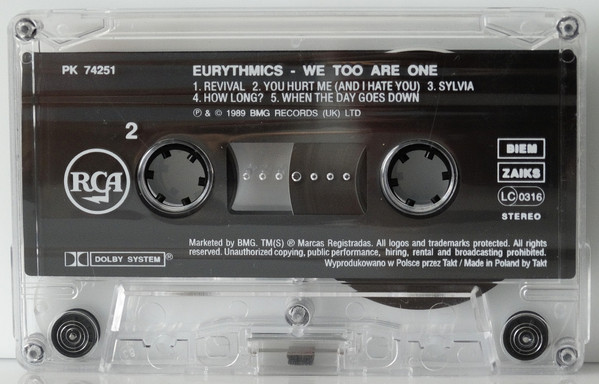 PK 74251
EURYTHMICS - WE TOO ARE ONE
1. REVIVAL 2. YOU HURT ME (AND I HATE YOU) 3. SYLVIA
4. HOW LONG? 5. WHEN THE DAY GOES DOWN
℗ & © 1989 BMG RECORDS (UK) LTD
2
RCA
BIEM
ZAIKS
LC 0316
STEREO
DOLBY SYSTEM®
Marketed by BMG. TM(S) ® Marcas Registradas. All logos and trademarks protected. All rights
reserved. Unauthorized copying, public performance, hiring, rental and broadcasting prohibited.
Wyprodukowano w Polsce przez Takt / Made in Poland by Takt